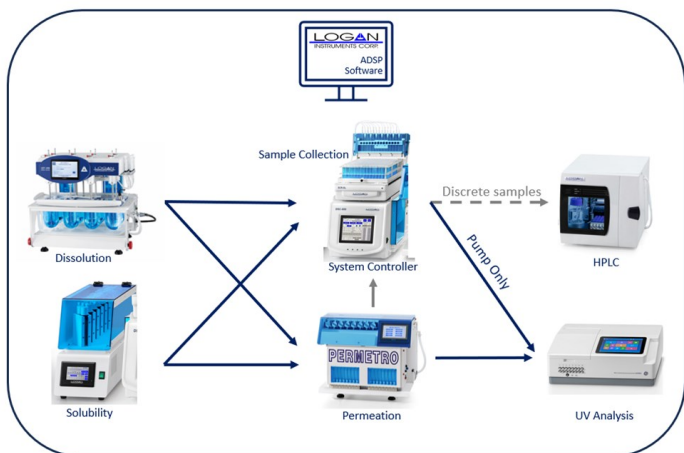 LOGAN
INSTRUMENTS CORP.
ADSP
Software
Sample Collection
Discrete samples
Dissolution
System Controller
HPLC
Pump Only
PERMETRO
Solubility
Permeation
UV Analysis